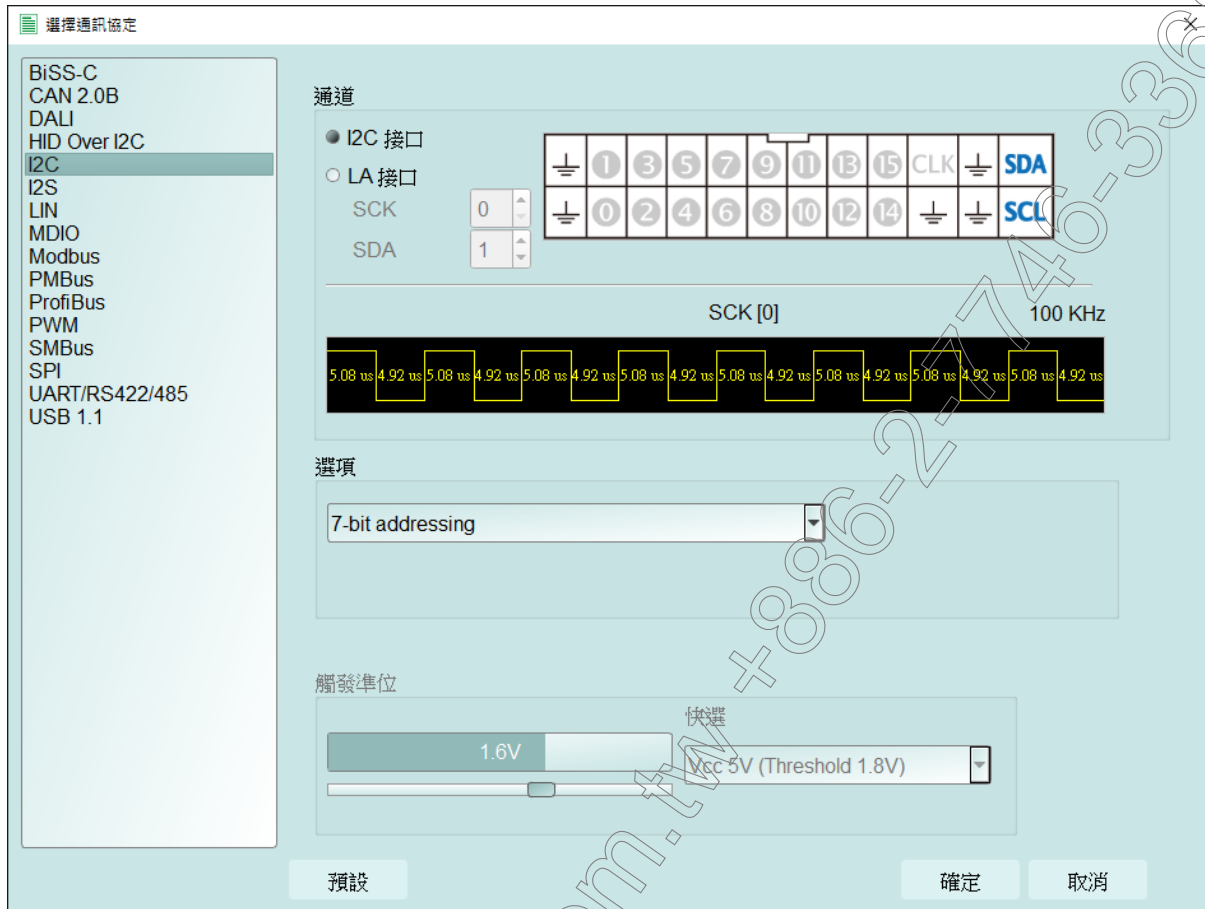 選擇通訊協定
BiSS-C
CAN 2.0B
DALI
HID Over I2C
I2C
I2S
LIN
MDIO
Modbus
PMBus
ProfiBus
PWM
SMBus
SPI
UART/RS422/485
USB 1.1
通道
I2C 接口
LA 接口
SCK 0
SDA 1
1 3 5 7 9 11 13 15 CLK SDA
0 2 4 6 8 10 12 14 SCL
SCK [0] 100 KHz
5.08 us 4.92 us 5.08 us 4.92 us 5.08 us 4.92 us 5.08 us 4.92 us 5.08 us 4.92 us 5.08 us 4.92 us 5.08 us 4.92 us 5.08 us 4.92 us
選項
7-bit addressing
觸發準位
1.6V
快選
Vcc 5V (Threshold 1.8V)
預設 確定 取消
om.tw +886-2-7746-336